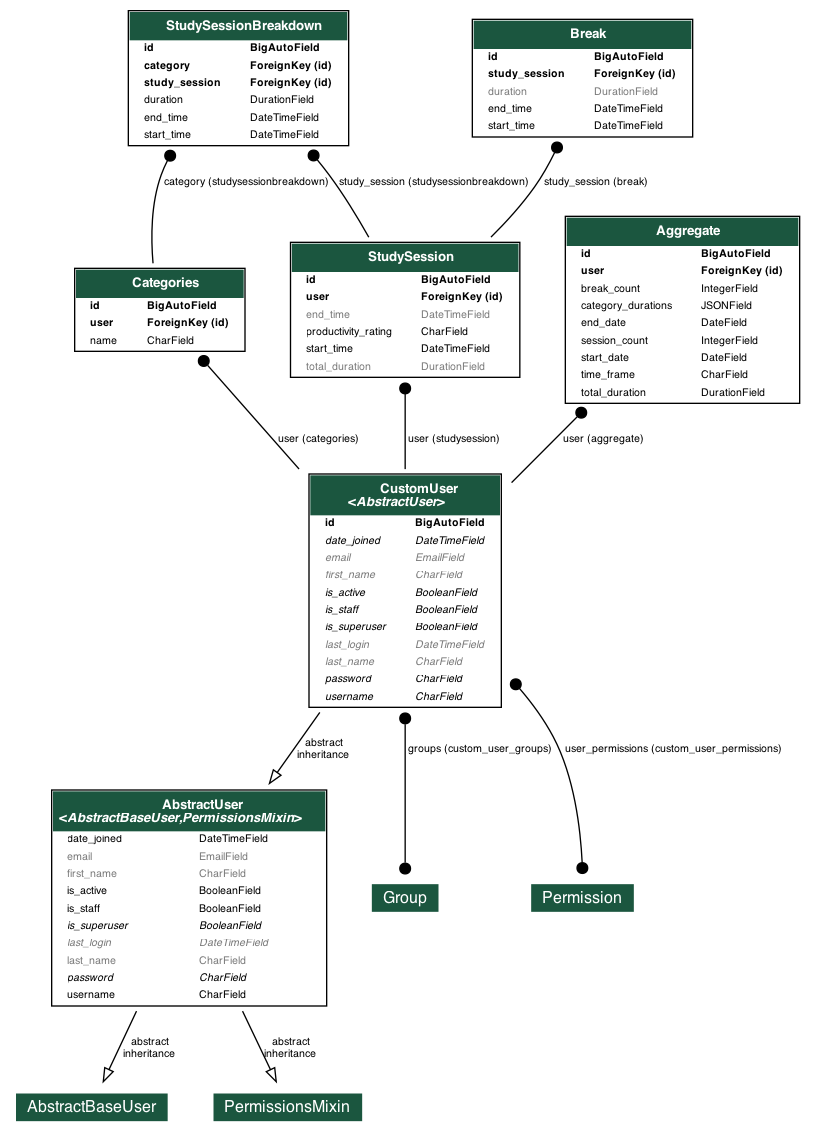 StudySessionBreakdown
id BigAutoField
category ForeignKey (id)
study_session ForeignKey (id)
duration DurationField
end_time DateTimeField
start_time DateTimeField
Break
id BigAutoField
study_session ForeignKey (id)
duration DurationField
end_time DateTimeField
start_time DateTimeField
category (studysessionbreakdown)
study_session (studysessionbreakdown)
study_session (break)
Categories
id BigAutoField
user ForeignKey (id)
name CharField
StudySession
id BigAutoField
user ForeignKey (id)
end_time DateTimeField
productivity_rating CharField
start_time DateTimeField
total_duration DurationField
Aggregate
id BigAutoField
user ForeignKey (id)
break_count IntegerField
category_durations JSONField
end_date DateField
session_count IntegerField
start_date DateField
time_frame CharField
total_duration DurationField
user (categories)
user (studysession)
user (aggregate)
CustomUser
<AbstractUser>
id BigAutoField
date_joined DateTimeField
email EmailField
first_name CharField
is_active BooleanField
is_staff BooleanField
is_superuser BooleanField
last_login DateTimeField
last_name CharField
password CharField
username CharField
abstract
inheritance
groups (custom_user_groups)
user_permissions (custom_user_permissions)
AbstractUser
<AbstractBaseUser,PermissionsMixin>
date_joined DateTimeField
email EmailField
first_name CharField
is_active BooleanField
is_staff BooleanField
is_superuser BooleanField
last_login DateTimeField
last_name CharField
password CharField
username CharField
Group
Permission
abstract
inheritance
abstract
inheritance
AbstractBaseUser
PermissionsMixin